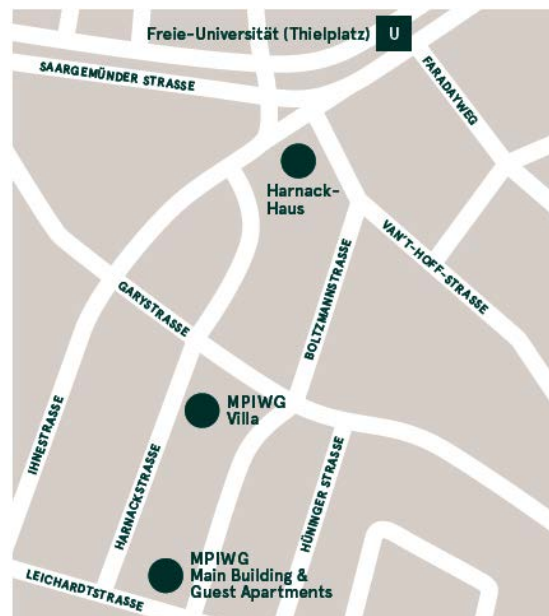 Freie-Universität (Thielplatz)
U
SAARGEMÜNDER STRASSE
FARADAYWEG
Harnack-
Haus
VAN'T-HOFF-STRASSE
BOLTZMANNSTRASSE
GARYSTRASSE
MPIWG
Villa
IHNESTRASSE
HARNACKSTRASSE
HÜNINGER STRASSE
MPIWG
Main Building &
Guest Apartments
LEICHARDTSTRASSE